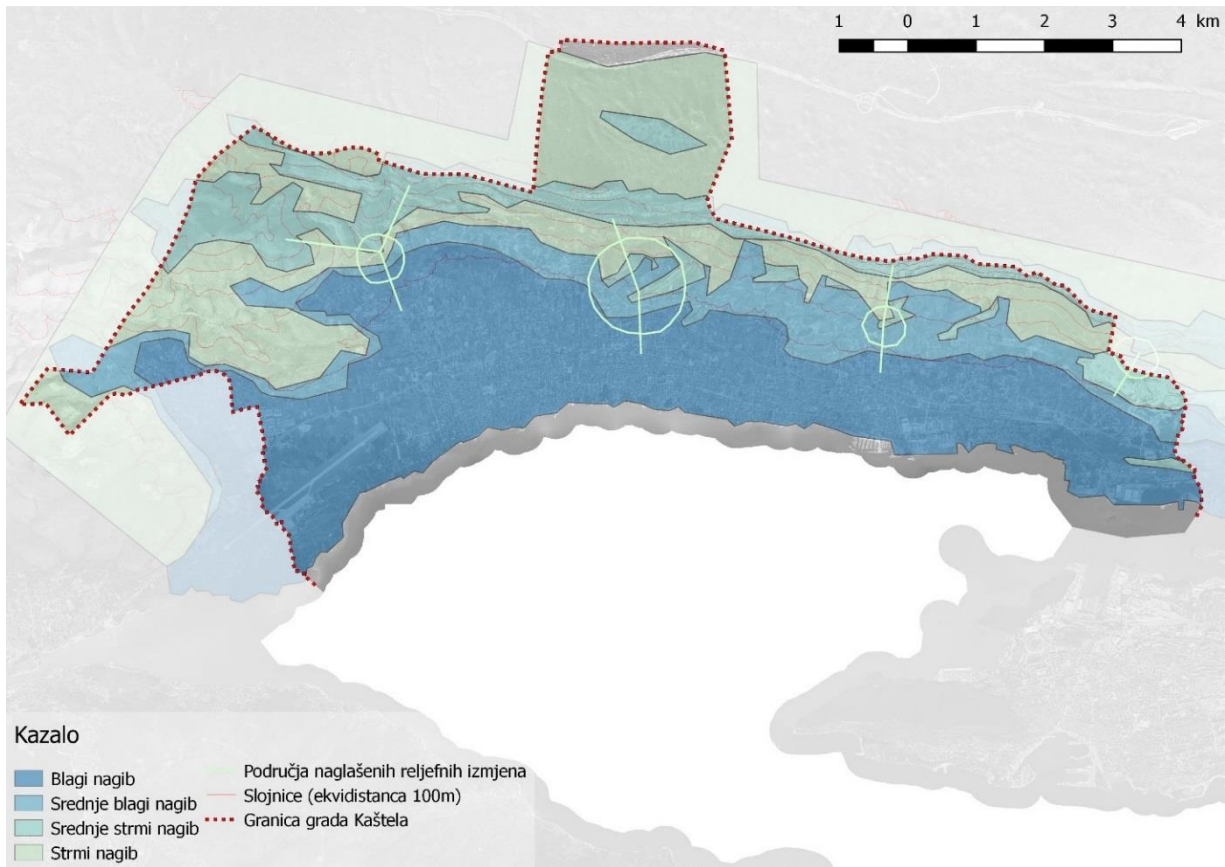 1 0 1 2 3 4 km
Kazalo
Blagi nagib
Srednje blagi nagib
Srednje strmi nagib
Strmi nagib
Područja naglašenih reljefnih izmjena
Slojnice (ekvidistanca 100m)
Granica grada Kaštela